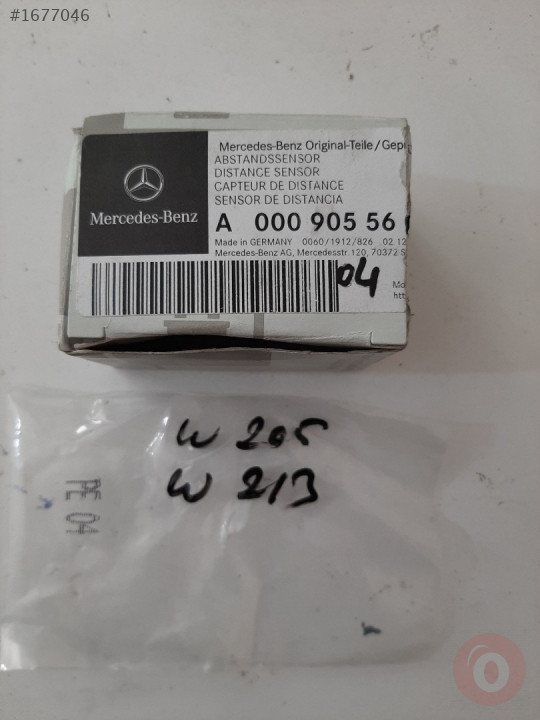 #1677046
Mercedes-Benz Original-Teile/Gep
ABSTANDSSENSOR
DISTANCE SENSOR
CAPTEUR DE DISTANCE
SENSOR DE DISTANCIA
Mercedes-Benz
A 000 905 56
Made in GERMANY 0060/1912/826 02.12
Mercedes-Benz AG, Mercedesstr. 120, 70372 S
04
Mo
htt
W 205
W 213
PE 04